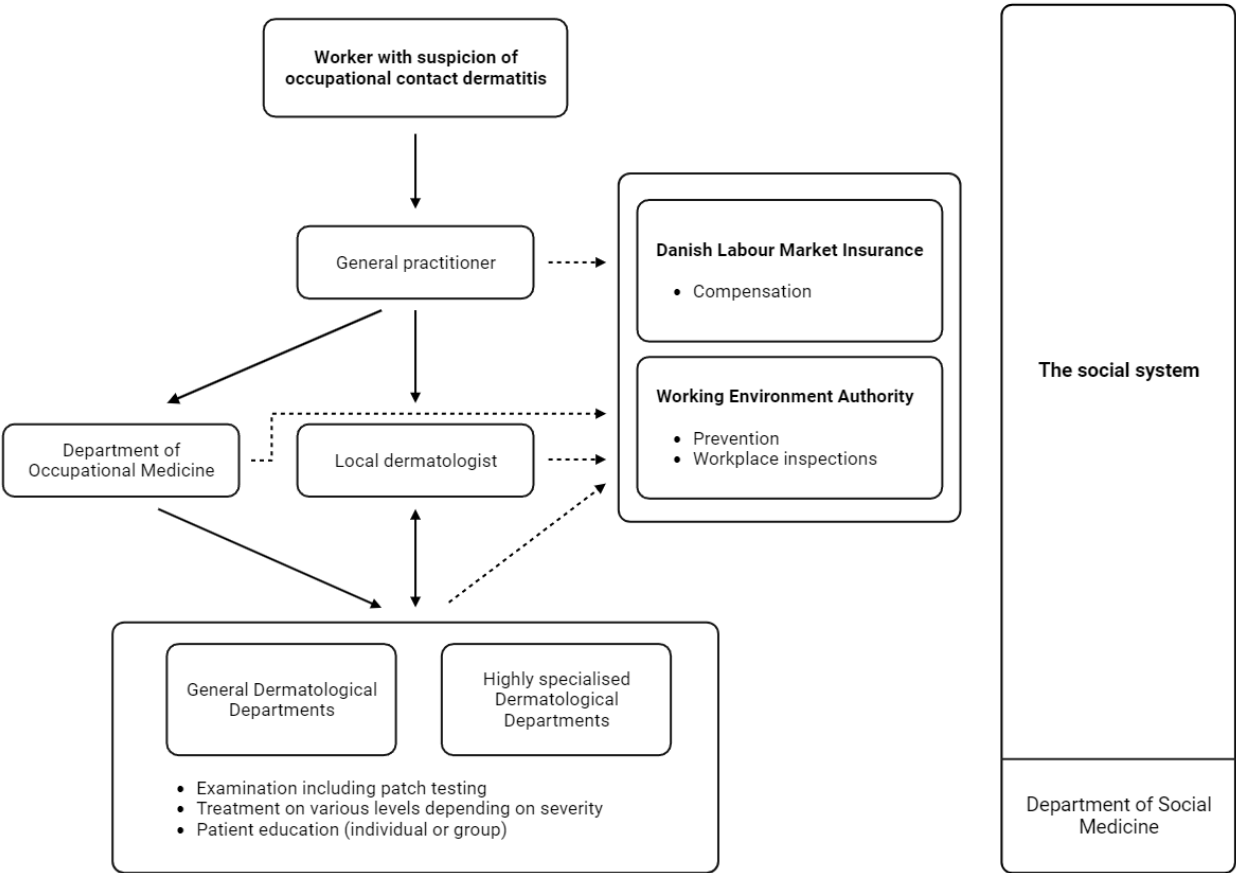 Worker with suspicion of
occupational contact dermatitis
General practitioner
Danish Labour Market Insurance
• Compensation
Working Environment Authority
• Prevention
• Workplace inspections
Department of
Occupational Medicine
Local dermatologist
General Dermatological
Departments
Highly specialised
Dermatological
Departments
• Examination including patch testing
• Treatment on various levels depending on severity
• Patient education (individual or group)
The social system
Department of Social
Medicine